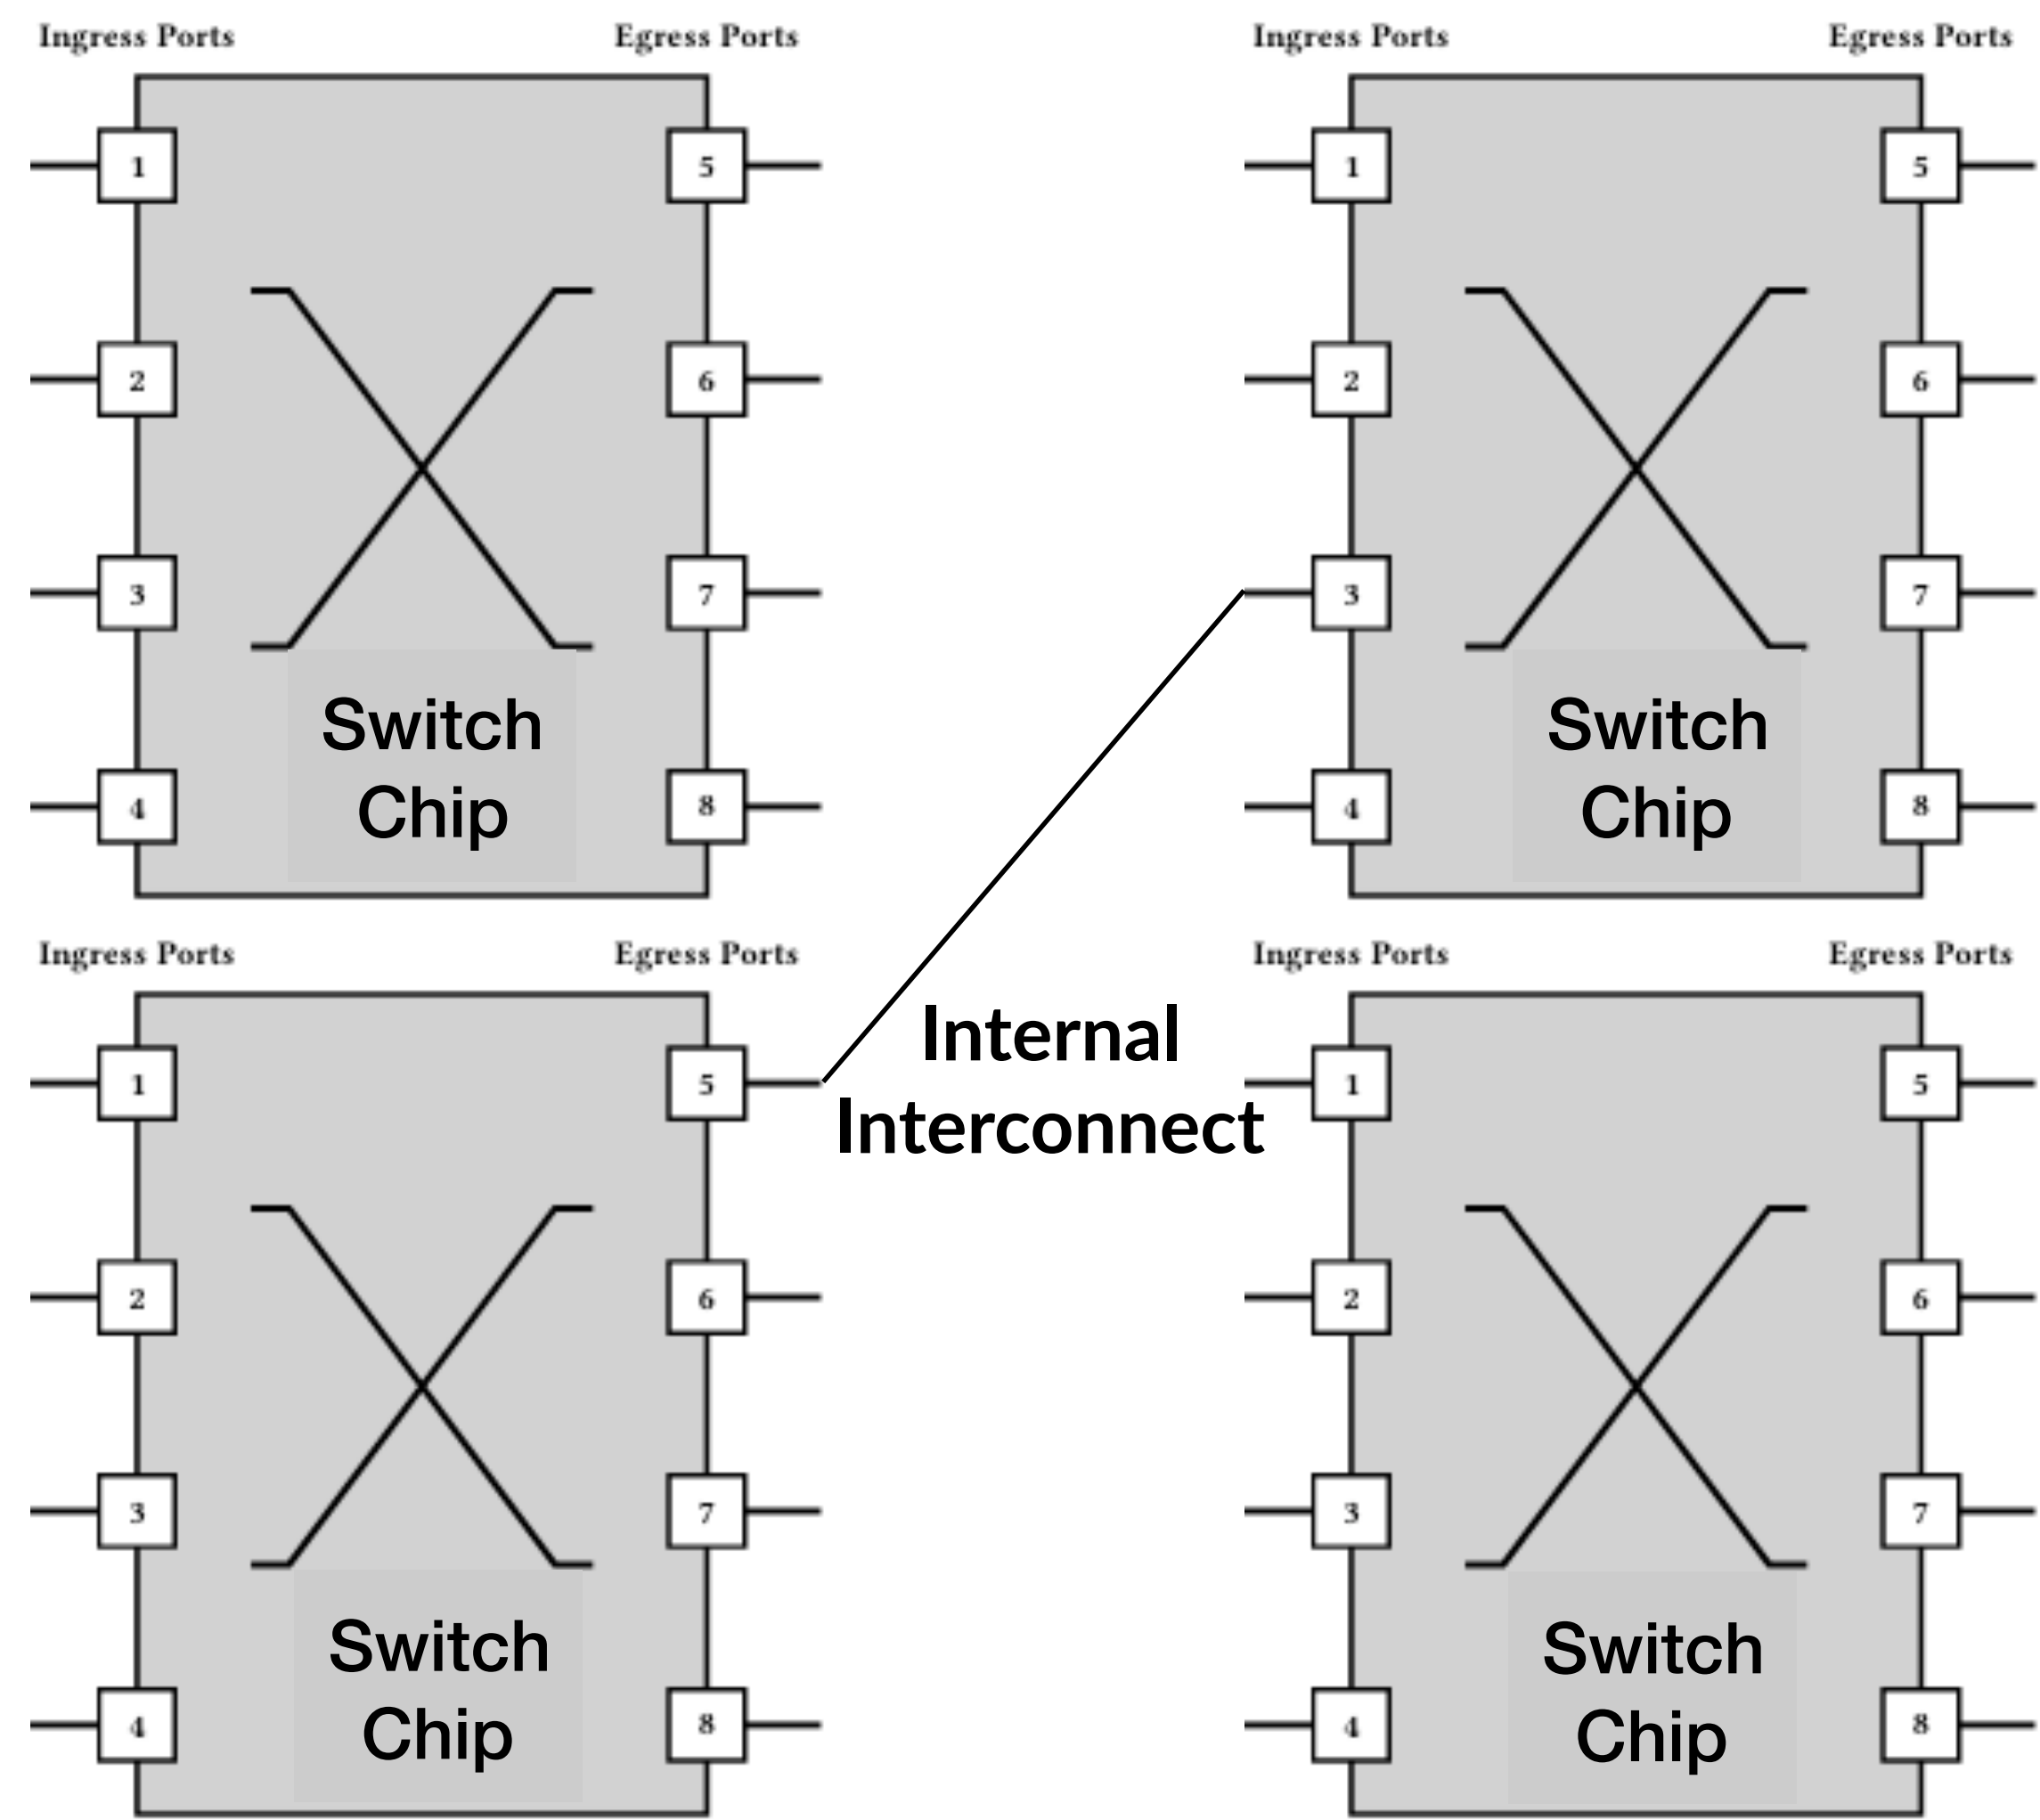 Ingress Ports Egress Ports Ingress Ports Egress Ports
1 5 1 5
2 6 2 6
3 7 3 7
Switch Switch
Chip Chip
4 8 4 8
Ingress Ports Egress Ports Ingress Ports Egress Ports
Internal
Interconnect
1 5 1 5
2 6 2 6
3 7 3 7
Switch Switch
Chip Chip
4 8 4 8